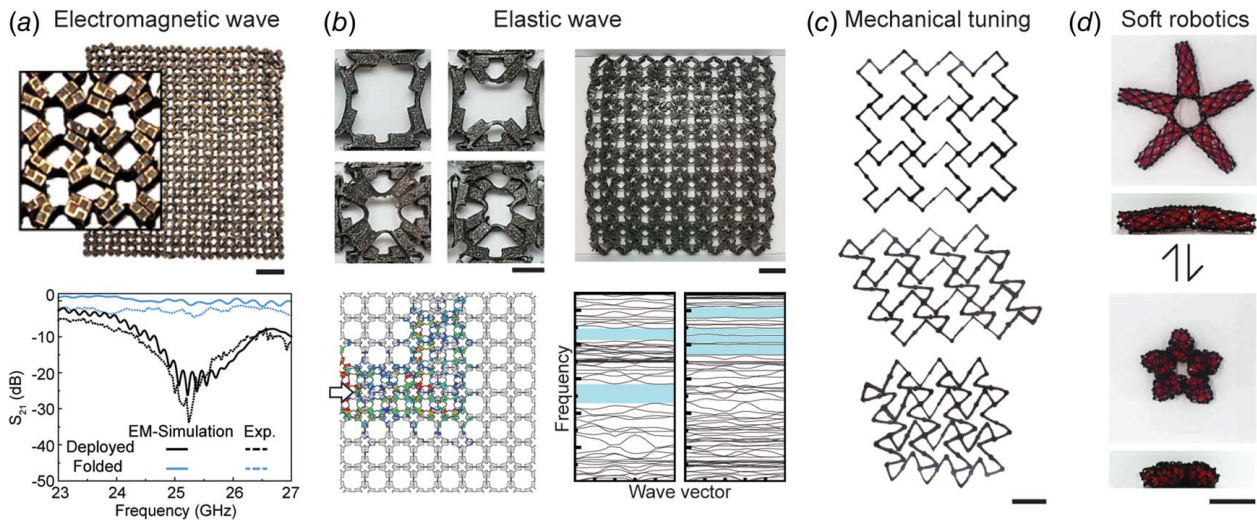 (a) Electromagnetic wave
(b) Elastic wave
(c) Mechanical tuning
(d) Soft robotics
0
-10
-20
-30
-40
-50
S21 (dB)
EM-Simulation Exp.
Deployed
Folded
23 24 25 26 27
Frequency (GHz)
Frequency
Wave vector